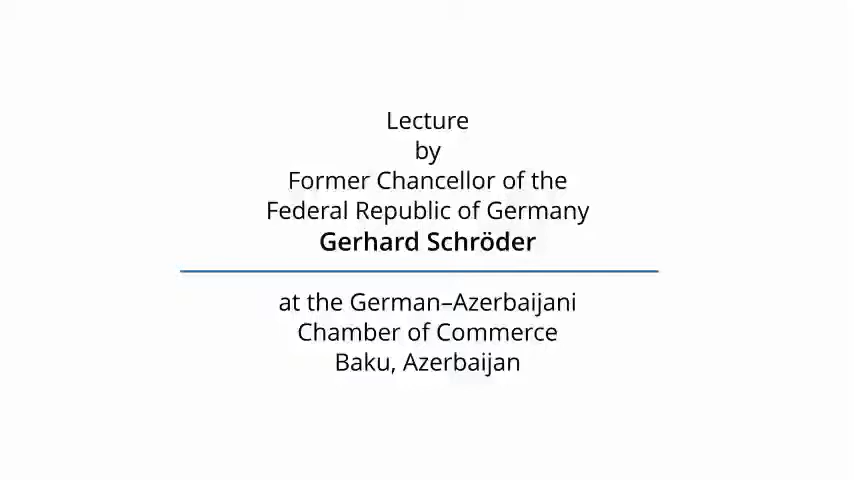 Lecture
by
Former Chancellor of the
Federal Republic of Germany
Gerhard Schröder
at the German–Azerbaijani
Chamber of Commerce
Baku, Azerbaijan